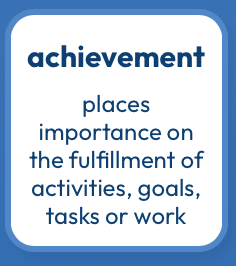 achievement
places
importance on
the fulfillment of
activities, goals,
tasks or work